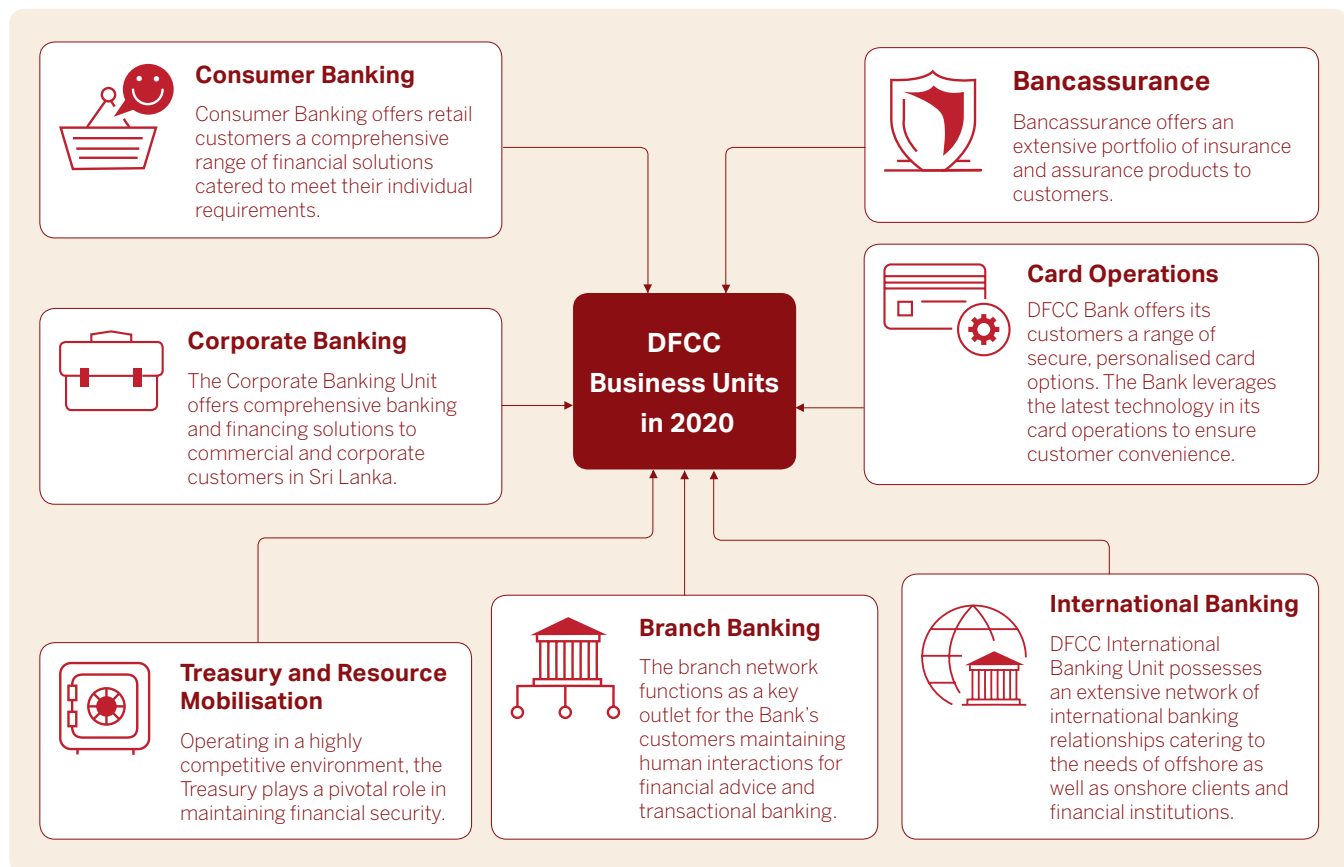 Consumer Banking
Consumer Banking offers retail
customers a comprehensive
range of financial solutions
catered to meet their individual
requirements.
Bancassurance
Bancassurance offers an
extensive portfolio of insurance
and assurance products to
customers.
Corporate Banking
The Corporate Banking Unit
offers comprehensive banking
and financing solutions to
commercial and corporate
customers in Sri Lanka.
DFCC
Business Units
in 2020
Card Operations
DFCC Bank offers its
customers a range of
secure, personalised card
options. The Bank leverages
the latest technology in its
card operations to ensure
customer convenience.
Treasury and Resource
Mobilisation
Operating in a highly
competitive environment, the
Treasury plays a pivotal role in
maintaining financial security.
Branch Banking
The branch network
functions as a key
outlet for the Bank’s
customers maintaining
human interactions for
financial advice and
transactional banking.
International Banking
DFCC International
Banking Unit possesses
an extensive network of
international banking
relationships catering to
the needs of offshore as
well as onshore clients and
financial institutions.